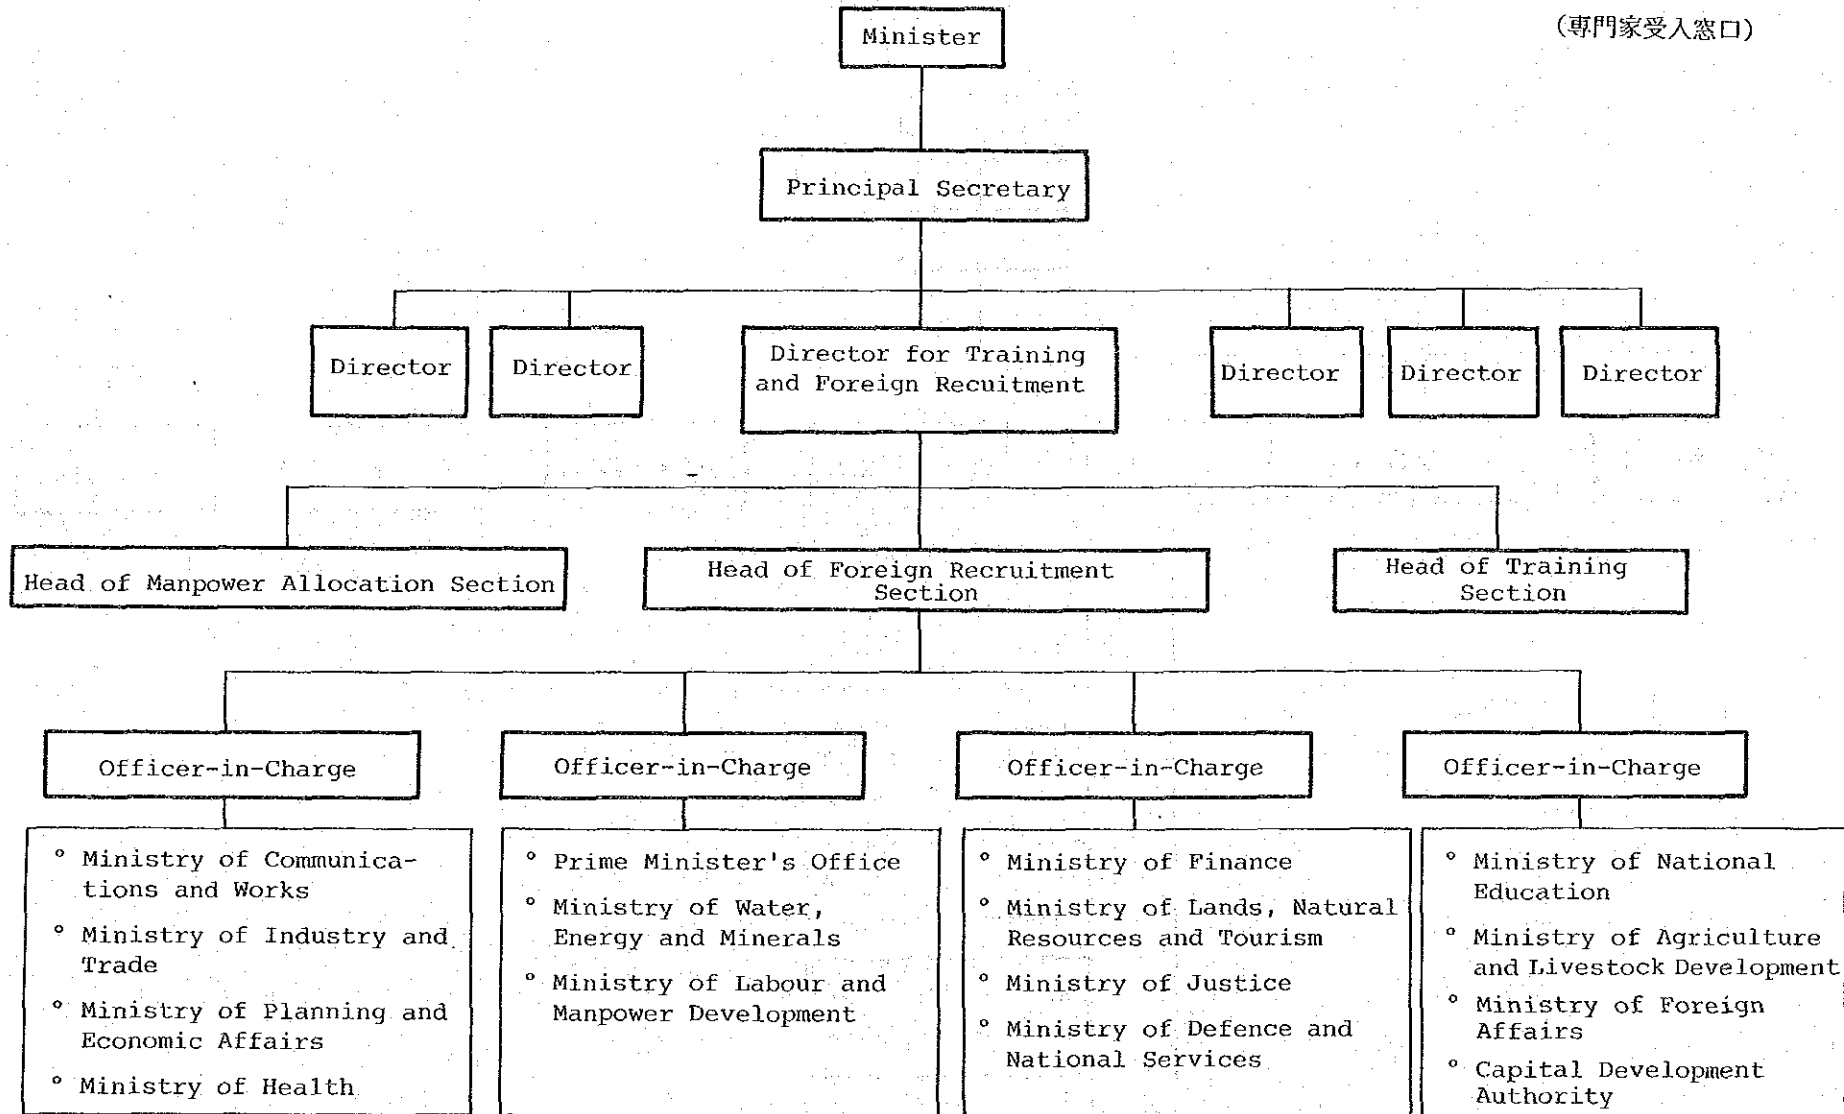 (専門家受入窓口)
Minister
Principal Secretary
Director
Director
Director for Training
and Foreign Recuitment
Director
Director
Director
Head of Manpower Allocation Section
Head of Foreign Recruitment
Section
Head of Training
Section
Officer-in-Charge
Officer-in-Charge
Officer-in-Charge
Officer-in-Charge
° Ministry of Communica-
tions and Works
° Ministry of Industry and
Trade
° Ministry of Planning and
Economic Affairs
° Ministry of Health
° Prime Minister's Office
° Ministry of Water,
Energy and Minerals
° Ministry of Labour and
Manpower Development
° Ministry of Finance
° Ministry of Lands, Natural
Resources and Tourism
° Ministry of Justice
° Ministry of Defence and
National Services
° Ministry of National
Education
° Ministry of Agriculture
and Livestock Development
° Ministry of Foreign
Affairs
° Capital Development
Authority